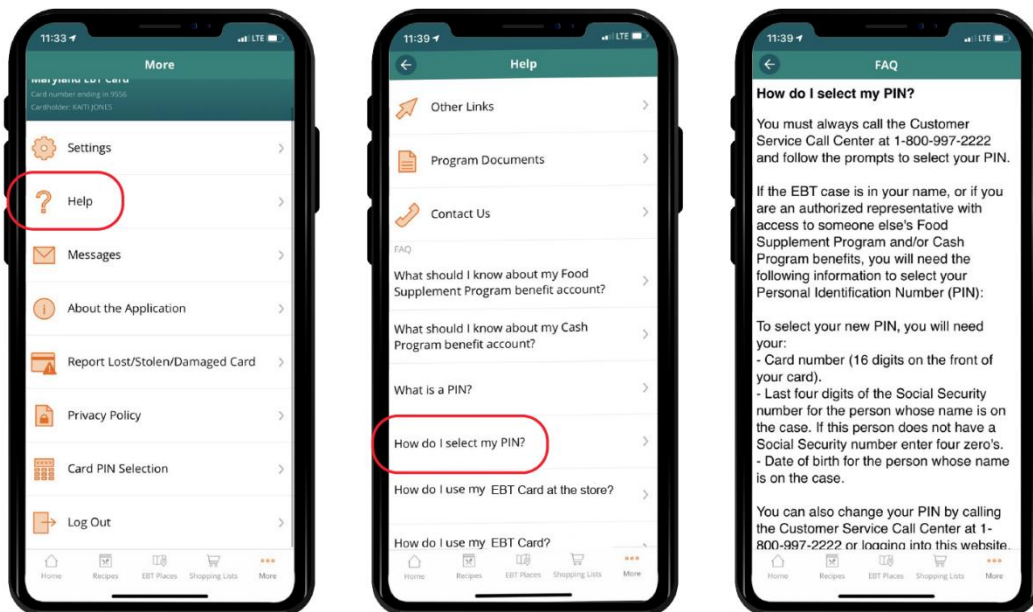 11:33
LTE
More
Maryland EBT Card
Card number ending in 9556
Cardholder: KAITI JONES
Settings
Help
Messages
About the Application
Report Lost/Stolen/Damaged Card
Privacy Policy
Card PIN Selection
Log Out
Home
Recipes
EBT Places
Shopping Lists
More
11:39
LTE
Help
Other Links
Program Documents
Contact Us
FAQ
What should I know about my Food
Supplement Program benefit account?
What should I know about my Cash
Program benefit account?
What is a PIN?
How do I select my PIN?
How do I use my EBT Card at the store?
How do I use my EBT Card?
Home
Recipes
EBT Places
Shopping Lists
More
11:39
LTE
FAQ
How do I select my PIN?
You must always call the Customer
Service Call Center at 1-800-997-2222
and follow the prompts to select your PIN.
If the EBT case is in your name, or if you
are an authorized representative with
access to someone else's Food
Supplement Program and/or Cash
Program benefits, you will need the
following information to select your
Personal Identification Number (PIN):
To select your new PIN, you will need
your:
- Card number (16 digits on the front of
your card).
- Last four digits of the Social Security
number for the person whose name is on
the case. If this person does not have a
Social Security number enter four zero's.
- Date of birth for the person whose name
is on the case.
You can also change your PIN by calling
the Customer Service Call Center at 1-
800-997-2222 or logging into this website.
Home
Recipes
EBT Places
Shopping Lists
More